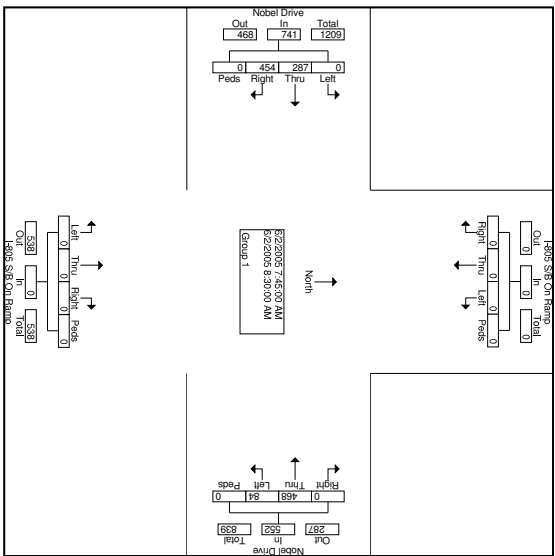 Nobel Drive
Out In Total
468 741 1209
0 454 287 0
Peds Right Thru Left
I-805 S/B On Ramp
Out In Total
538 0 538
0 0 0 0
Left Thru Right Peds
North
6/2/2005 7:45:00 AM
6/2/2005 8:30:00 AM
Group 1
Right Thru Left Peds
0 0 0 0
Out In Total
0 0 0
I-805 S/B On Ramp
Right Thru Left Peds
0 468 84 0
287 552 839
Out In Total
Nobel Drive